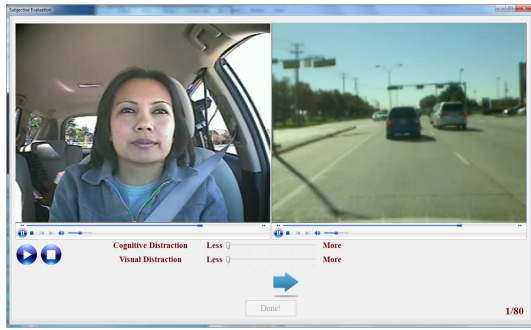 Subjective Evaluation
Cognitive Distraction Less More
Visual Distraction Less More
Done!
1/80